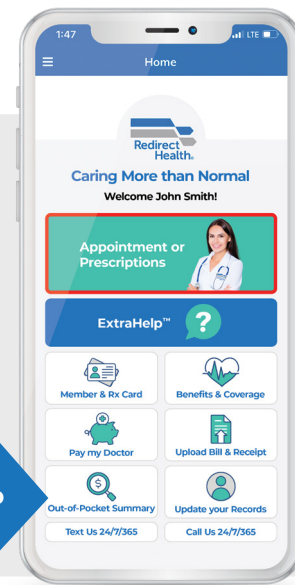 1:47
LTE
Home
Redirect
Health®
Caring More
than Normal
Welcome John Smith!
Appointment or
Prescriptions
ExtraHelp™
?
Member & Rx Card
Benefits & Coverage
Pay my Doctor
Upload Bill & Receipt
$
Out-of-Pocket Summary
Update your Records
Text Us 24/7/365
Call Us 24/7/365